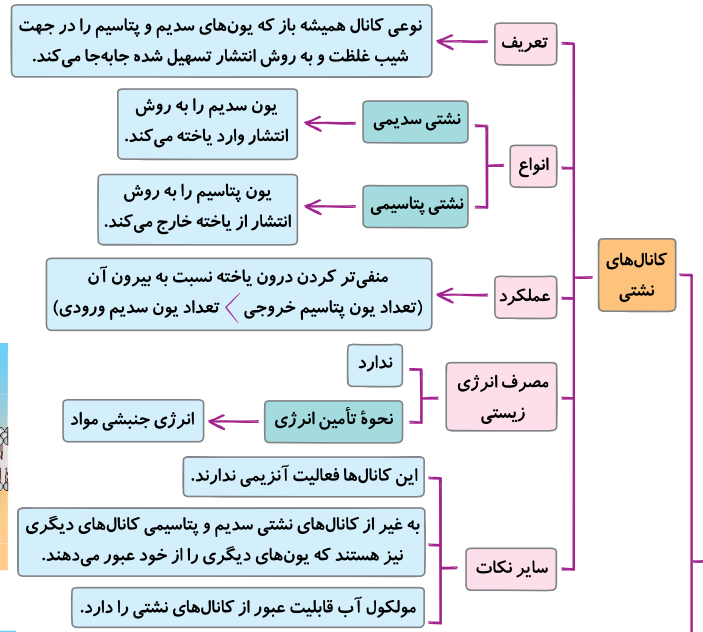 کانال‌های
نشتی
تعریف
نوعی کانال همیشه باز که یون‌های سدیم و پتاسیم را در جهت
شیب غلظت و به روش انتشار تسهیل شده جابه‌جا می‌کند.
انواع
نشتی سدیمی
یون سدیم را به روش
انتشار وارد یاخته می‌کند.
نشتی پتاسیمی
یون پتاسیم را به روش
انتشار از یاخته خارج می‌کند.
عملکرد
منفی‌تر کردن درون یاخته نسبت به بیرون آن
(تعداد یون پتاسیم خروجی > تعداد یون سدیم ورودی)
مصرف انرژی
زیستی
ندارد
نحوهٔ تأمین انرژی
انرژی جنبشی مواد
سایر نکات
این کانال‌ها فعالیت آنزیمی ندارند.
به غیر از کانال‌های نشتی سدیم و پتاسیمی کانال‌های دیگری
نیز هستند که یون‌های دیگری را از خود عبور می‌دهند.
مولکول آب قابلیت عبور از کانال‌های نشتی را دارد.